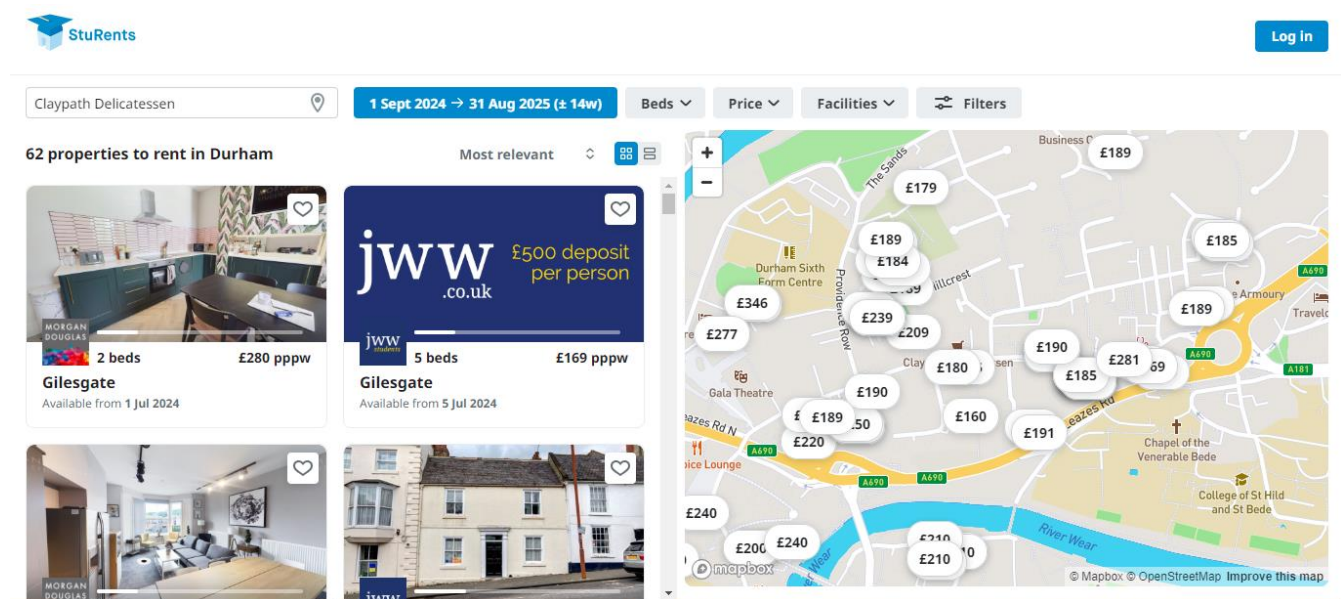 StuRents
Log in
Claypath Delicatessen
1 Sept 2024 → 31 Aug 2025 (± 14w)
Beds
Price
Facilities
Filters
62 properties to rent in Durham
Most relevant
jww
.co.uk
£500 deposit
per person
MORGAN
DOUGLAS
2 beds
£280 pppw
Gilesgate
Available from 1 Jul 2024
jww
students
5 beds
£169 pppw
Gilesgate
Available from 5 Jul 2024
MORGAN
DOUGLAS
jww
+
−
Business
£189
The Sands
£179
£189
£184
£185
Durham Sixth
Form Centre
Providence Row
Hillcrest
A690
£346
£239
£209
£189
Armoury
£277
£190
£281
A690
A181
£180
£185
Gala Theatre
£190
£189
£160
£191
Leazes Rd
£220
A690
Chapel of the
Venerable Bede
A690
A690
College of St Hild
and St Bede
£240
£200
£240
£210
£210
River Wear
mapbox
© Mapbox © OpenStreetMap Improve this map